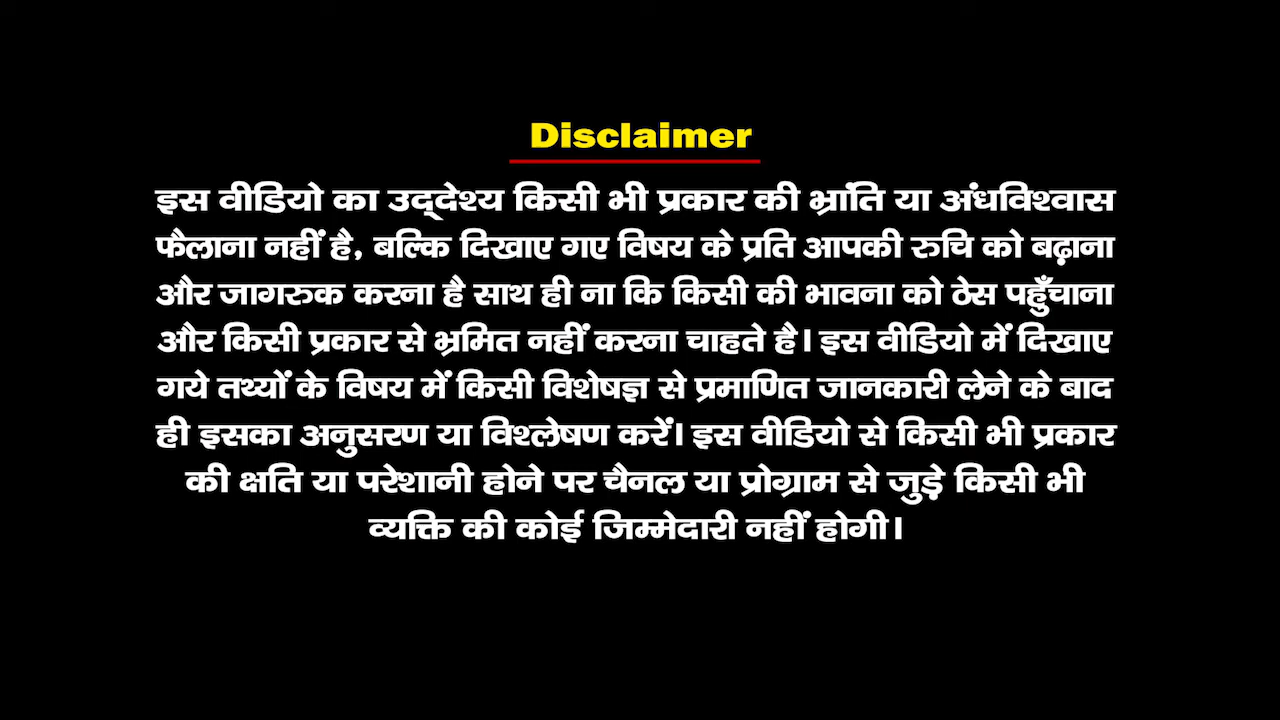 Disclaimer
इस वीडियो का उद्देश्य किसी भी प्रकार की भ्रांति या अंधविश्वास
फैलाना नहीं है, बल्कि दिखाए गए विषय के प्रति आपकी रुचि को बढ़ाना
और जागरुक करना है साथ ही ना कि किसी की भावना को ठेस पहुँचाना
और किसी प्रकार से भ्रमित नहीं करना चाहते है। इस वीडियो में दिखाए
गये तथ्यों के विषय में किसी विशेषज्ञ से प्रमाणित जानकारी लेने के बाद
ही इसका अनुसरण या विश्लेषण करें। इस वीडियो से किसी भी प्रकार
की क्षति या परेशानी होने पर चैनल या प्रोग्राम से जुड़े किसी भी
व्यक्ति की कोई जिम्मेदारी नहीं होगी।